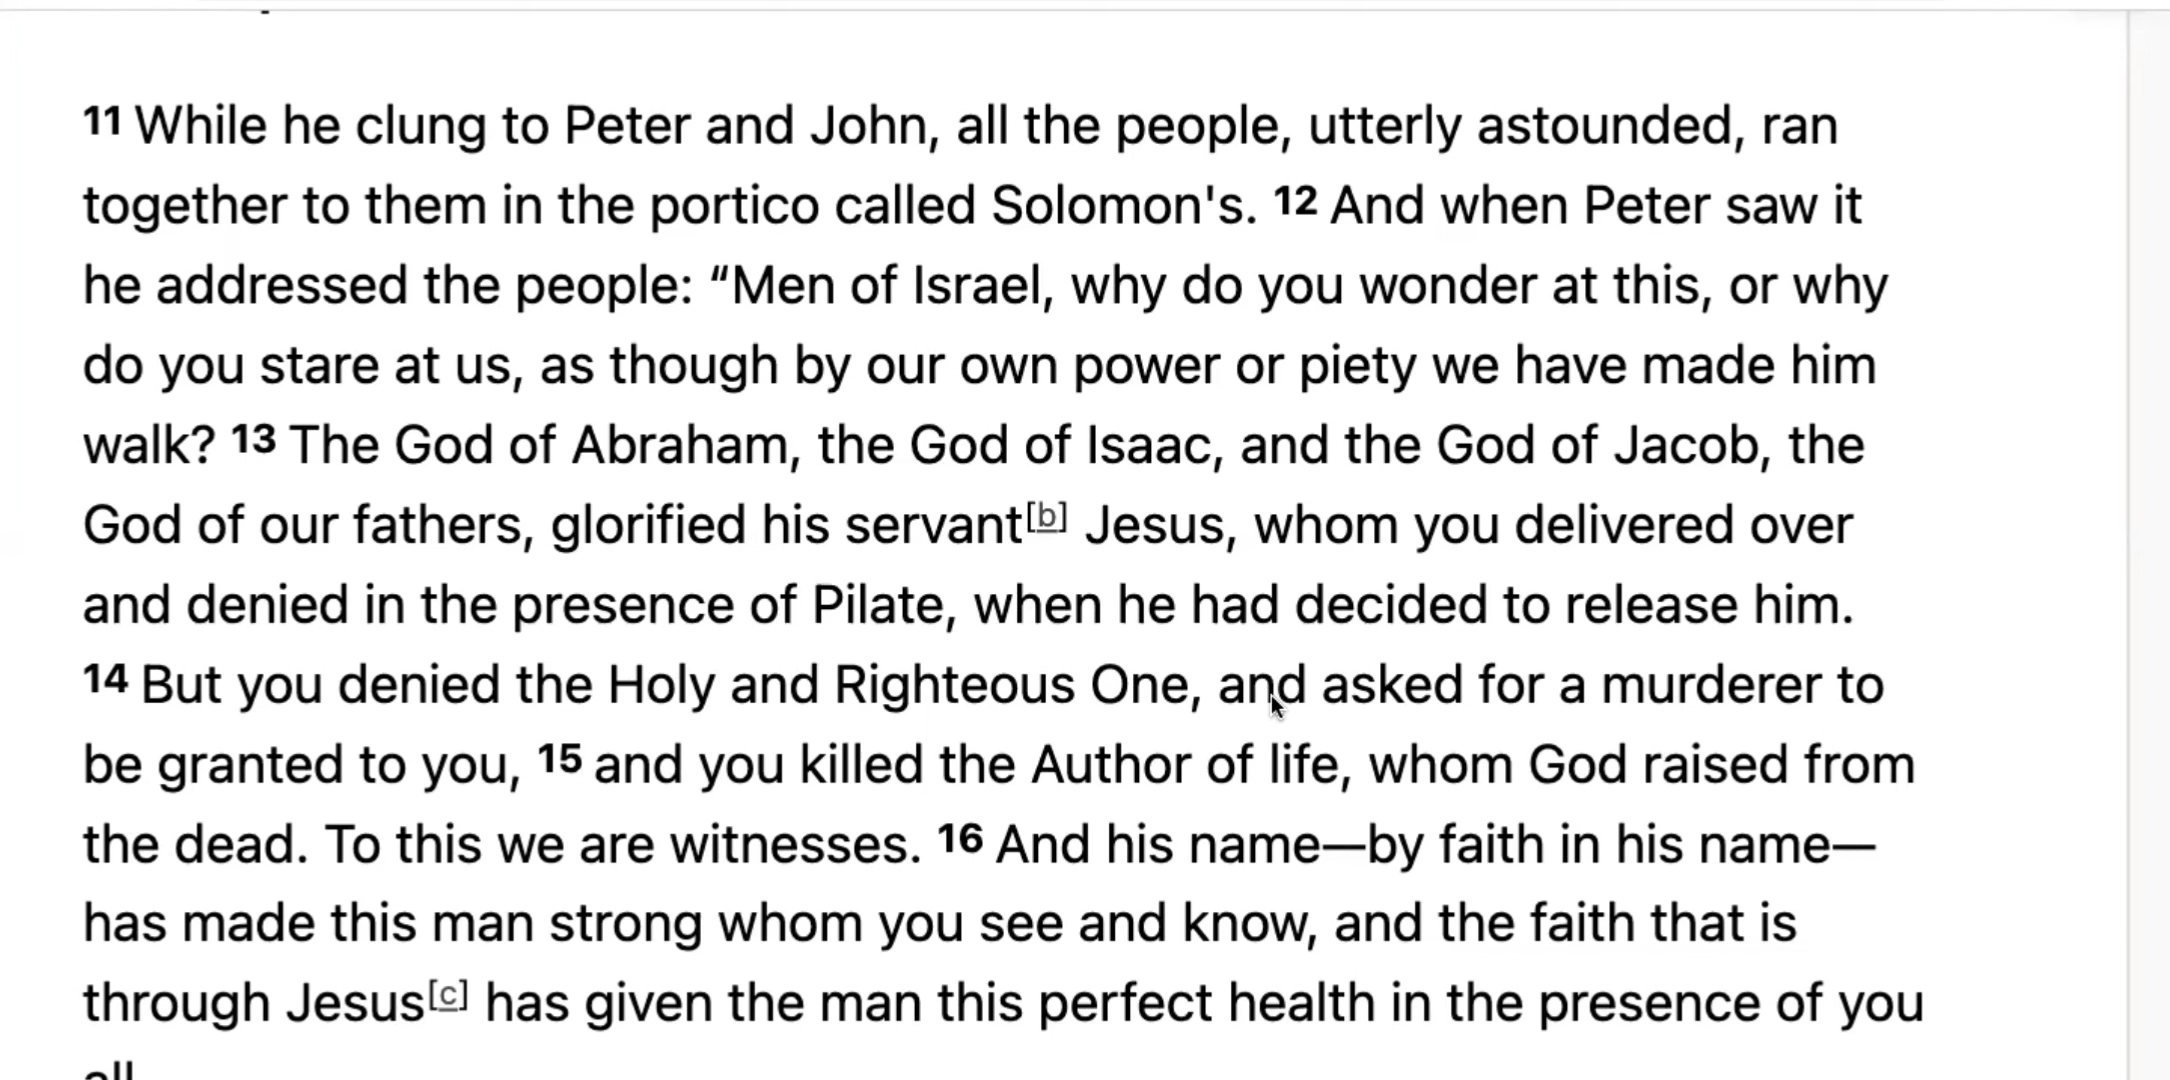 11 While he clung to Peter and John, all the people, utterly astounded, ran
together to them in the portico called Solomon's. 12 And when Peter saw it
he addressed the people: “Men of Israel, why do you wonder at this, or why
do you stare at us, as though by our own power or piety we have made him
walk? 13 The God of Abraham, the God of Isaac, and the God of Jacob, the
God of our fathers, glorified his servant[b] Jesus, whom you delivered over
and denied in the presence of Pilate, when he had decided to release him.
14 But you denied the Holy and Righteous One, and asked for a murderer to
be granted to you, 15 and you killed the Author of life, whom God raised from
the dead. To this we are witnesses. 16 And his name—by faith in his name—
has made this man strong whom you see and know, and the faith that is
through Jesus[c] has given the man this perfect health in the presence of you
all